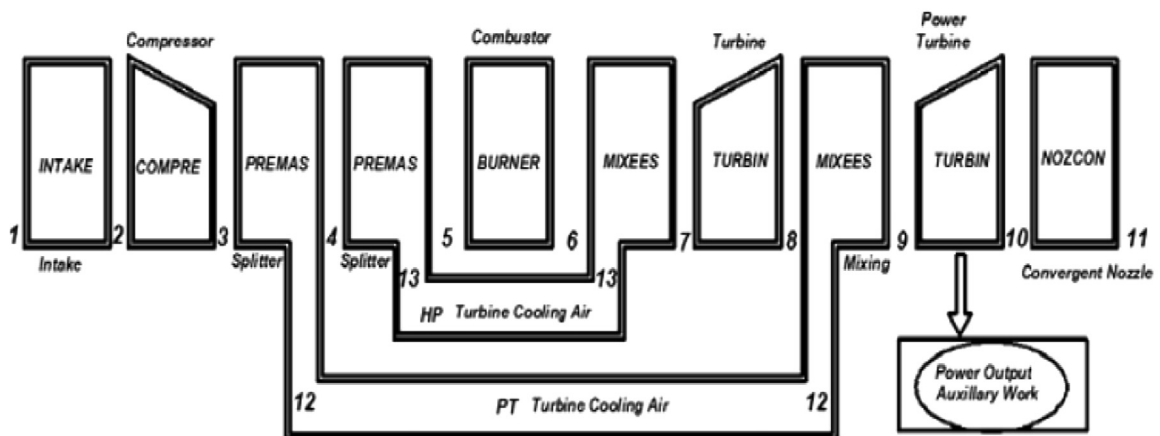 Compressor
Combustor
Turbine
Power
Turbine
INTAKE
COMPRE
PREMAS
PREMAS
BURNER
MIXEES
TURBIN
MIXEES
TURBIN
NOZCON
1
2
3
4
5
6
7
8
9
10
11
Intake
Splitter
Splitter
Mixing
Convergent Nozzle
13
13
HP Turbine Cooling Air
12
PT Turbine Cooling Air
12
Power Output
Auxillary Work